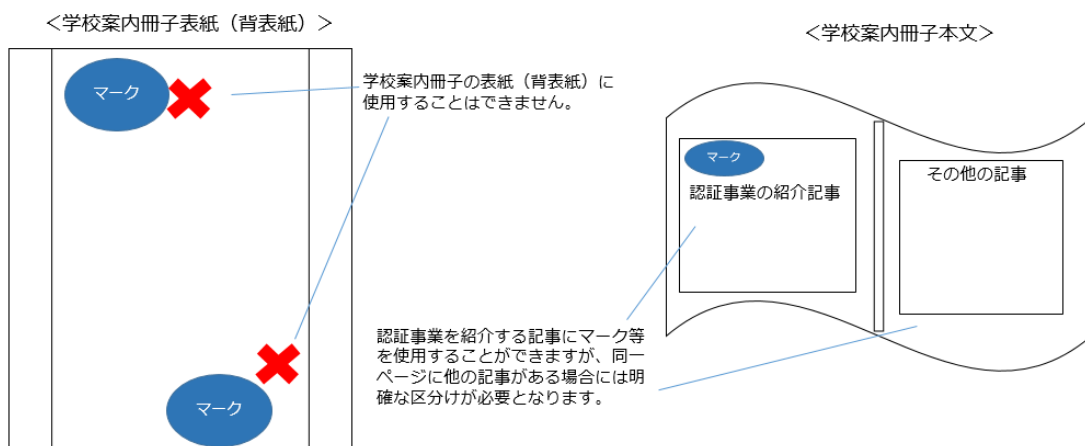 ＜学校案内冊子表紙（背表紙）＞
マーク
学校案内冊子の表紙（背表紙）に
使用することはできません。
マーク
＜学校案内冊子本文＞
マーク
認証事業の紹介記事
その他の記事
認証事業を紹介する記事にマーク等
を使用することができますが、同一
ページに他の記事がある場合には明
確な区分けが必要となります。